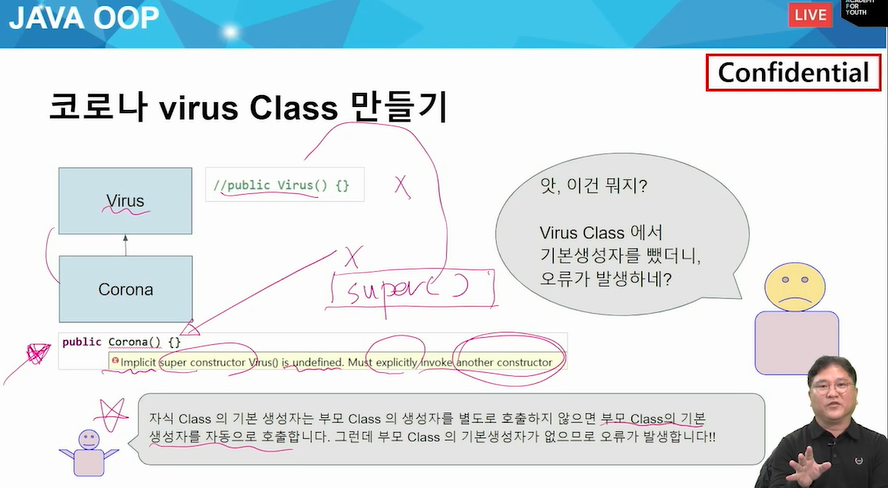 JAVA OOP
LIVE
ACADEMY
FOR
YOUTH
Confidential
코로나 virus Class 만들기
Virus
//public Virus() {}
X
앗, 이건 뭐지?
Virus Class 에서
기본생성자를 뺐더니,
오류가 발생하네?
X
super()
Corona
public Corona() {}
Implicit super constructor Virus() is undefined. Must explicitly invoke another constructor
자식 Class 의 기본 생성자는 부모 Class 의 생성자를 별도로 호출하지 않으면 부모 Class의 기본
생성자를 자동으로 호출합니다. 그런데 부모 Class 의 기본생성자가 없으므로 오류가 발생합니다!!